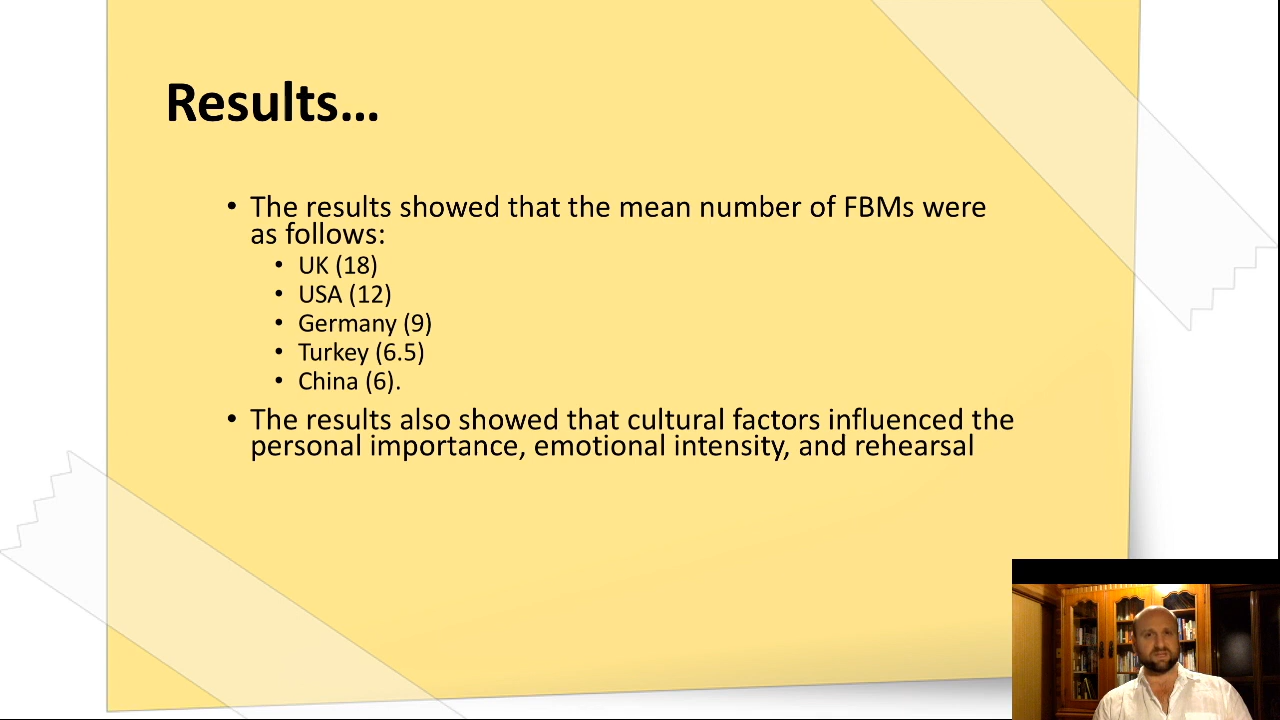 Results…
• The results showed that the mean number of FBMs were
as follows:
• UK (18)
• USA (12)
• Germany (9)
• Turkey (6.5)
• China (6).
• The results also showed that cultural factors influenced the
personal importance, emotional intensity, and rehearsal